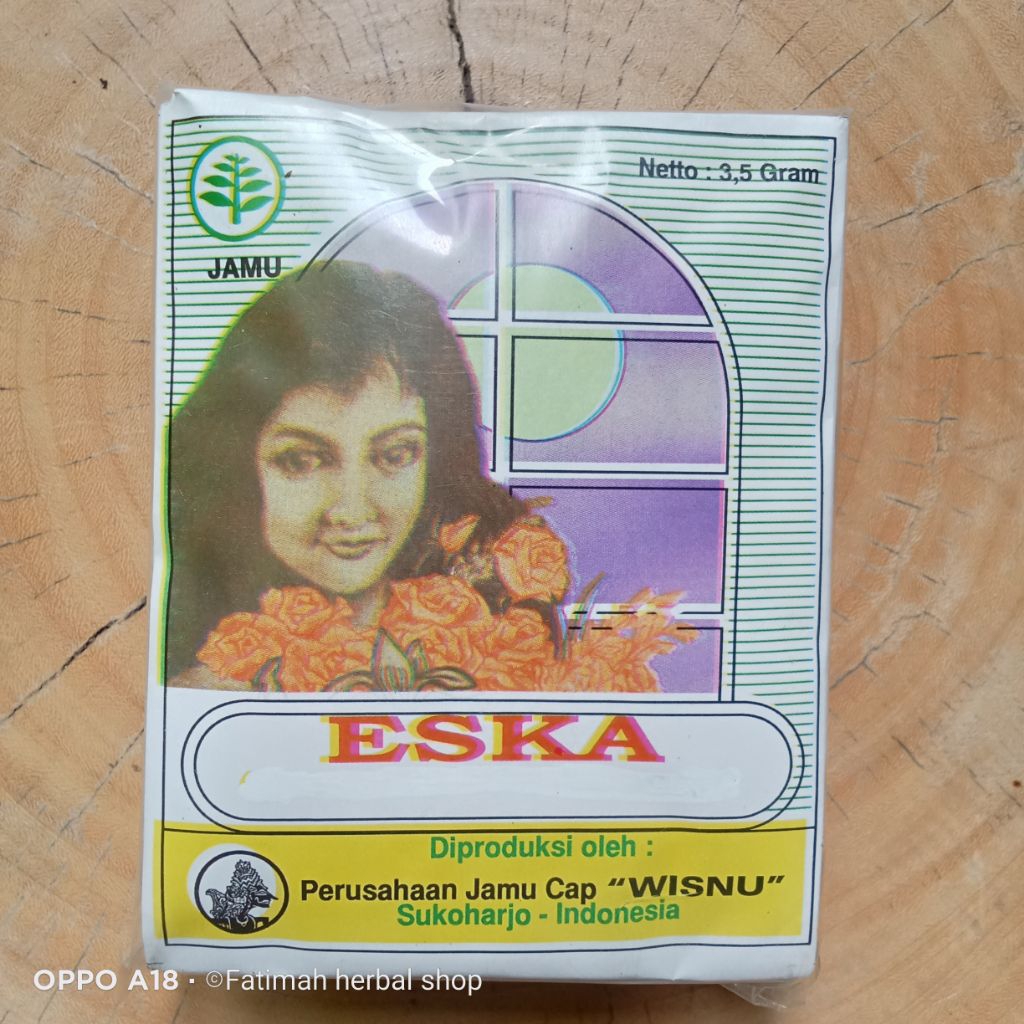 Netto : 3,5 Gram
JAMU
ESKA
Diproduksi oleh :
Perusahaan Jamu Cap "WISNU"
Sukoharjo - Indonesia
OPPO A18 · ©Fatimah herbal shop